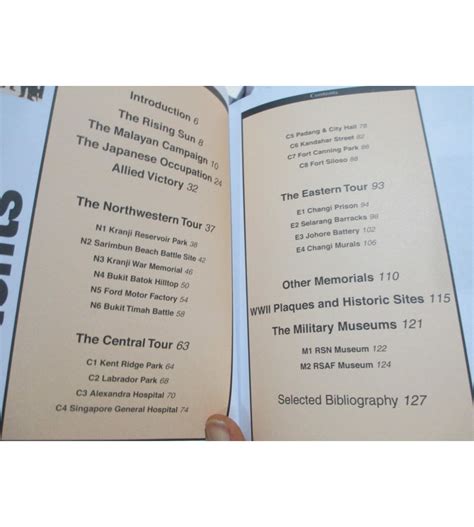 Introduction 6
The Rising Sun 8
The Malayan Campaign 10
The Japanese Occupation 24
Allied Victory 32
The Northwestern Tour 37
N1 Kranji Reservoir Park 38
N2 Sarimbun Beach Battle Site 42
N3 Kranji War Memorial 46
N4 Bukit Batok Hilltop 50
N5 Ford Motor Factory 54
N6 Bukit Timah Battle 58
The Central Tour 63
C1 Kent Ridge Park 64
C2 Labrador Park 68
C3 Alexandra Hospital 70
C4 Singapore General Hospital 74
Contents
C5 Padang & City Hall 78
C6 Kandahar Street 82
C7 Fort Canning Park 86
C8 Fort Siloso 88
The Eastern Tour 93
E1 Changi Prison 94
E2 Selarang Barracks 98
E3 Johore Battery 102
E4 Changi Murals 106
Other Memorials 110
WWII Plaques and Historic Sites 115
The Military Museums 121
M1 RSN Museum 122
M2 RSAF Museum 124
Selected Bibliography 127